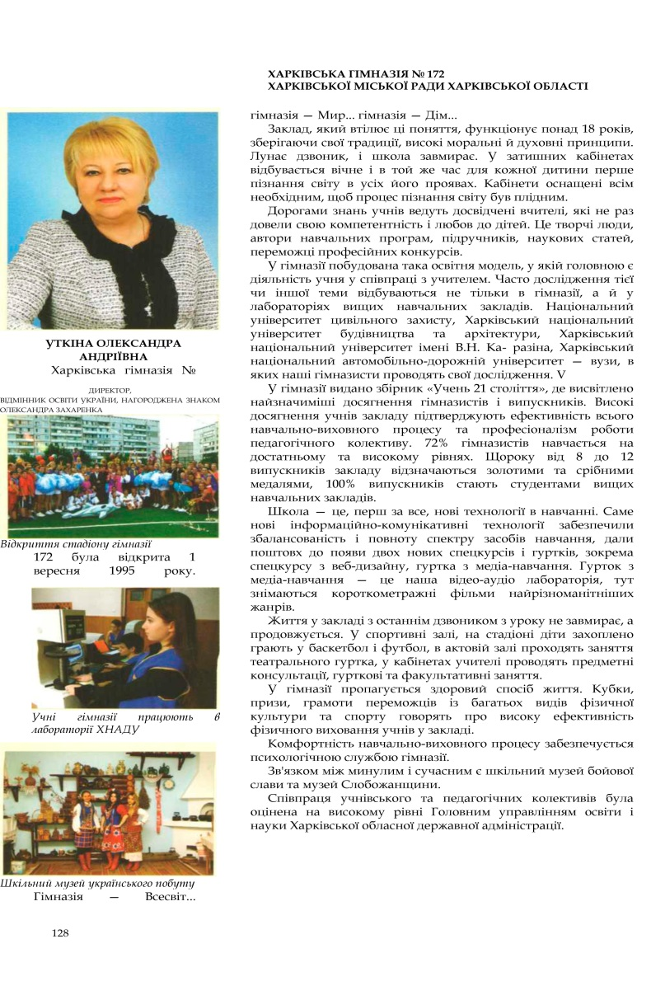 ХАРКІВСЬКА ГІМНАЗІЯ № 172
ХАРКІВСЬКОЇ МІСЬКОЇ РАДИ ХАРКІВСЬКОЇ ОБЛАСТІ
УТКІНА ОЛЕКСАНДРА
АНДРІЇВНА
Харківська гімназія №
ДИРЕКТОР,
ВІДМІННИК ОСВІТИ УКРАЇНИ, НАГОРОДЖЕНА ЗНАКОМ
ОЛЕКСАНДРА ЗАХАРЕНКА
Відкриття стадіону гімназії
172 була відкрита 1
вересня 1995 року.
Учні гімназії працюють в
лабораторії ХНАДУ
Шкільний музей українського побуту
Гімназія — Всесвіт...
гімназія — Мир... гімназія — Дім...
Заклад, який втілює ці поняття, функціонує понад 18 років,
зберігаючи свої традиції, високі моральні й духовні принципи.
Лунає дзвоник, і школа завмирає. У затишних кабінетах
відбувається вічне і в той же час для кожної дитини перше
пізнання світу в усіх його проявах. Кабінети оснащені всім
необхідним, щоб процес пізнання світу був плідним.
Дорогами знань учнів ведуть досвідчені вчителі, які не раз
довели свою компетентність і любов до дітей. Це творчі люди,
автори навчальних програм, підручників, наукових статей,
переможці професійних конкурсів.
У гімназії побудована така освітня модель, у якій головною є
діяльність учня у співпраці з учителем. Часто дослідження тієї
чи іншої теми відбуваються не тільки в гімназії, а й у
лабораторіях вищих навчальних закладів. Національний
університет цивільного захисту, Харківський національний
університет будівництва та архітектури, Харківський
національний університет імені В.Н. Ка- разіна, Харківський
національний автомобільно-дорожній університет — вузи, в
яких наші гімназисти проводять свої дослідження. V
У гімназії видано збірник «Учень 21 століття», де висвітлено
найзначиміші досягнення гімназистів і випускників. Високі
досягнення учнів закладу підтверджують ефективність всього
навчально-виховного процесу та професіоналізм роботи
педагогічного колективу. 72% гімназистів навчається на
достатньому та високому рівнях. Щороку від 8 до 12
випускників закладу відзначаються золотими та срібними
медалями, 100% випускників стають студентами вищих
навчальних закладів.
Школа — це, перш за все, нові технології в навчанні. Саме
нові інформаційно-комунікативні технології забезпечили
збалансованість і повноту спектру засобів навчання, дали
поштовх до появи двох нових спецкурсів і гуртків, зокрема
спецкурсу з веб-дизайну, гуртка з медіа-навчання. Гурток з
медіа-навчання — це наша відео-аудіо лабораторія, тут
знімаються короткометражні фільми найрізноманітніших
жанрів.
Життя у закладі з останнім дзвоником з уроку не завмирає, а
продовжується. У спортивні залі, на стадіоні діти захоплено
грають у баскетбол і футбол, в актовій залі проходять заняття
театрального гуртка, у кабінетах учителі проводять предметні
консультації, гурткові та факультативні заняття.
У гімназії пропагується здоровий спосіб життя. Кубки,
призи, грамоти переможців із багатьох видів фізичної
культури та спорту говорять про високу ефективність
фізичного виховання учнів у закладі.
Комфортність навчально-виховного процесу забезпечується
психологічною службою гімназії.
Зв'язком між минулим і сучасним є шкільний музей бойової
слави та музей Слобожанщини.
Співпраця учнівського та педагогічних колективів була
оцінена на високому рівні Головним управлінням освіти і
науки Харківської обласної державної адміністрації.
128